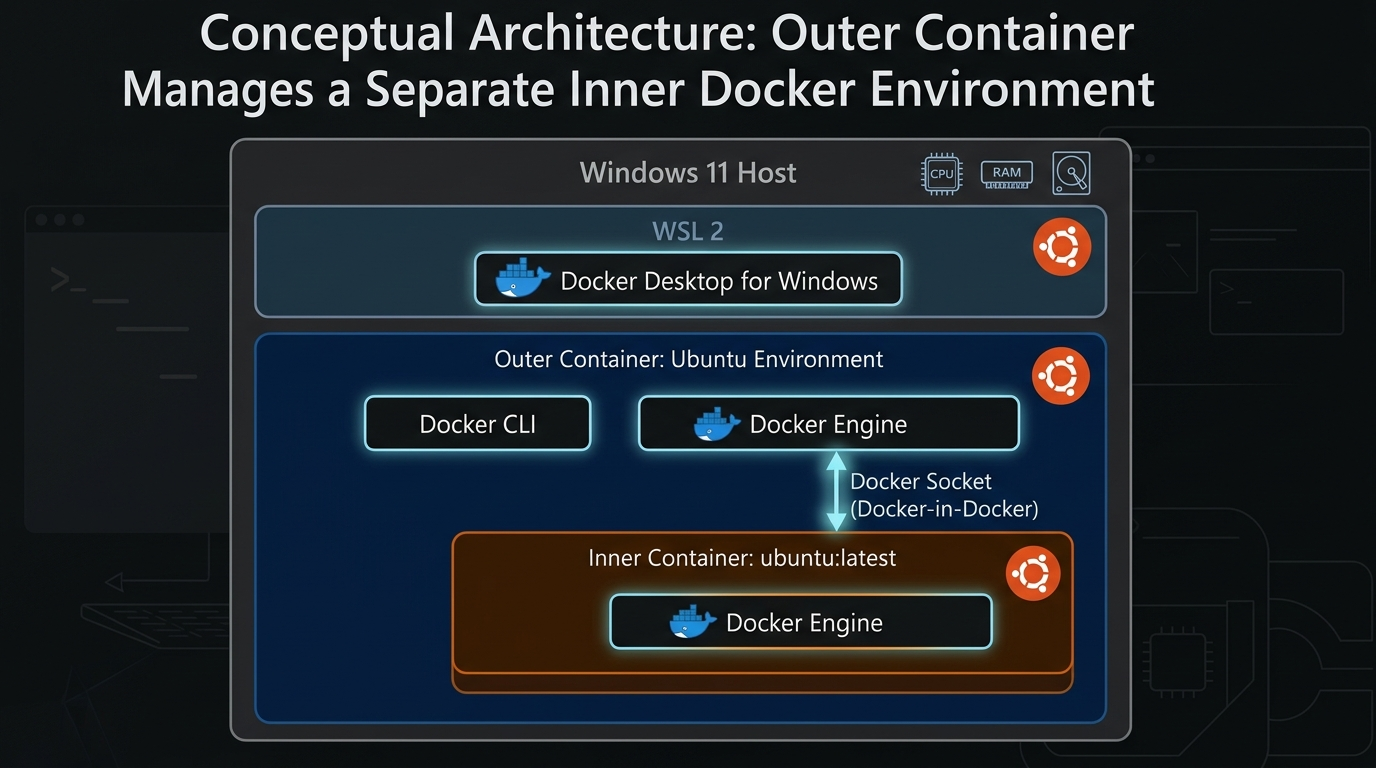 Conceptual Architecture: Outer Container
Manages a Separate Inner Docker Environment
Windows 11 Host
CPU
RAM
WSL 2
Docker Desktop for Windows
Outer Container: Ubuntu Environment
Docker CLI
Docker Engine
Docker Socket
(Docker-in-Docker)
Inner Container: ubuntu:latest
Docker Engine